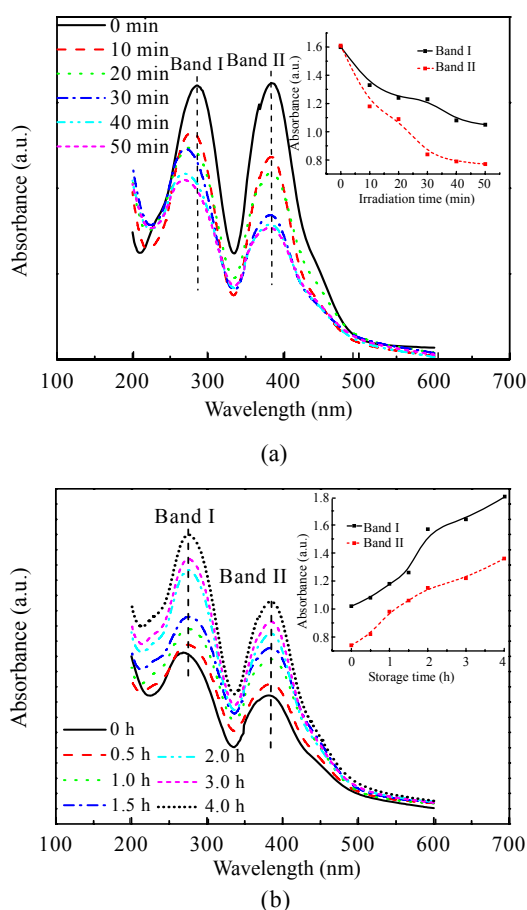 0 min
10 min
20 min
30 min
40 min
50 min
Band I
Band II
Absorbance (a.u.)
100 200 300 400 500 600 700
Wavelength (nm)
1.6
1.4
1.2
1.0
0.8
Absorbance (a.u.)
Band I
Band II
0 10 20 30 40 50
Irradiation time (min)
(a)
Band I
Band II
Absorbance (a.u.)
0 h
0.5 h
1.0 h
1.5 h
2.0 h
3.0 h
4.0 h
100 200 300 400 500 600 700
Wavelength (nm)
1.8
1.6
1.4
1.2
1.0
0.8
Absorbance (a.u.)
Band I
Band II
0 1 2 3 4
Storage time (h)
(b)